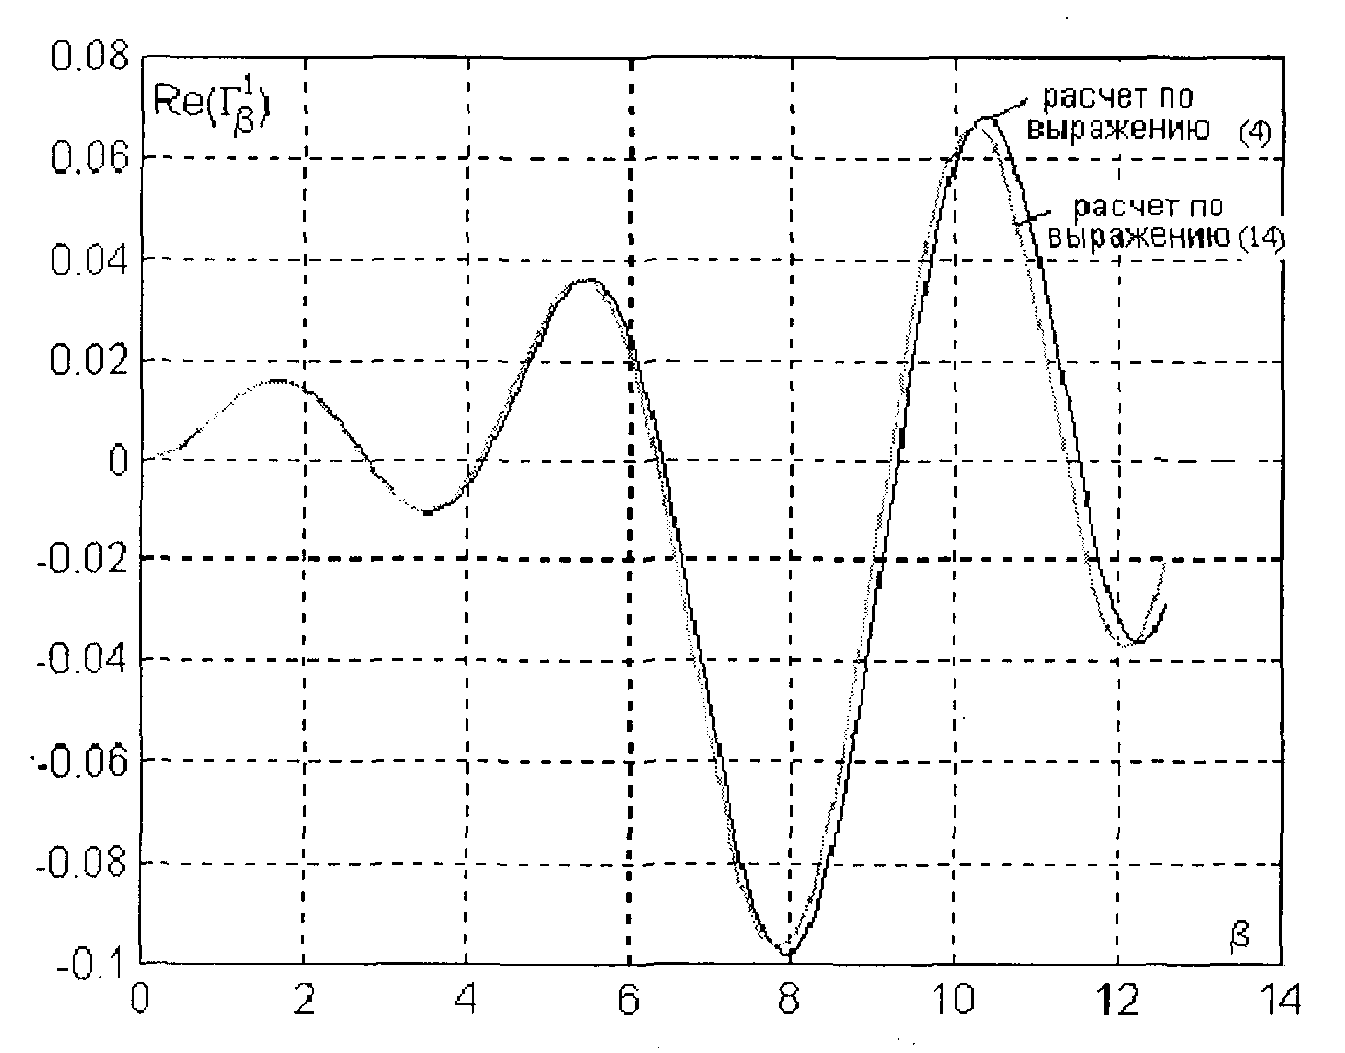 0.08
Re(Γ¹β)
расчет по
выражению (4)
0.06
расчет по
выражению (14)
0.04
0.02
0
-0.02
-0.04
-0.06
-0.08
β
-0.1
0 2 4 6 8 10 12 14